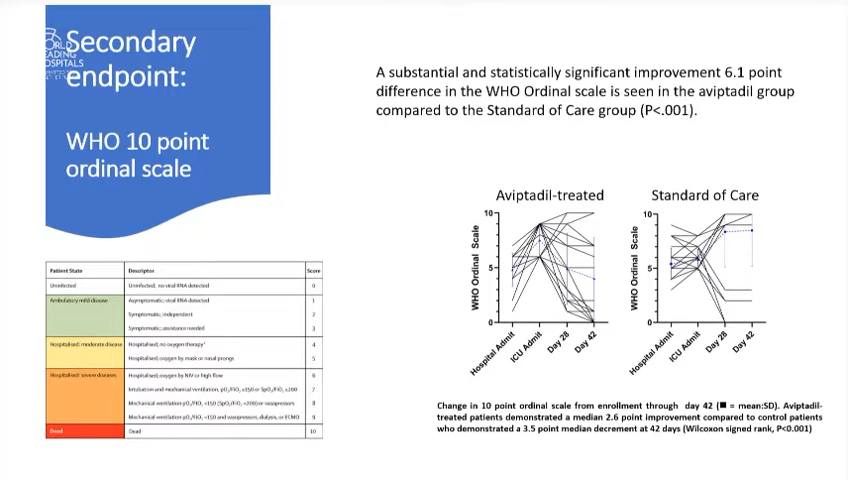 Secondary
endpoint:
WHO 10 point
ordinal scale
A substantial and statistically significant improvement 6.1 point
difference in the WHO Ordinal scale is seen in the aviptadil group
compared to the Standard of Care group (P<.001).
Aviptadil-treated
WHO Ordinal Scale
10
5
0
Hospital Admit
ICU Admit
Day 28
Day 42
Standard of Care
WHO Ordinal Scale
10
5
0
Hospital Admit
ICU Admit
Day 28
Day 42
Patient State Descriptor Score
Uninfected Uninfected; no viral RNA detected 0
Ambulatory mild disease Asymptomatic; viral RNA detected 1
Symptomatic; independent 2
Symptomatic; assistance needed 3
Hospitalised: moderate disease Hospitalised; no oxygen therapy* 4
Hospitalised; oxygen by mask or nasal prongs 5
Hospitalised: severe diseases Hospitalised; oxygen by NIV or high flow 6
Intubation and mechanical ventilation, pO₂/FiO₂ ≥150 or SpO₂/FiO₂ ≥200 7
Mechanical ventilation pO₂/FiO₂ <150 (SpO₂/FiO₂ <200) or vasopressors 8
Mechanical ventilation pO₂/FiO₂ <150 and vasopressors, dialysis, or ECMO 9
Dead Dead 10
Change in 10 point ordinal scale from enrollment through day 42 (■ = mean:SD). Aviptadil-
treated patients demonstrated a median 2.6 point improvement compared to control patients
who demonstrated a 3.5 point median decrement at 42 days (Wilcoxon signed rank, P<0.001)